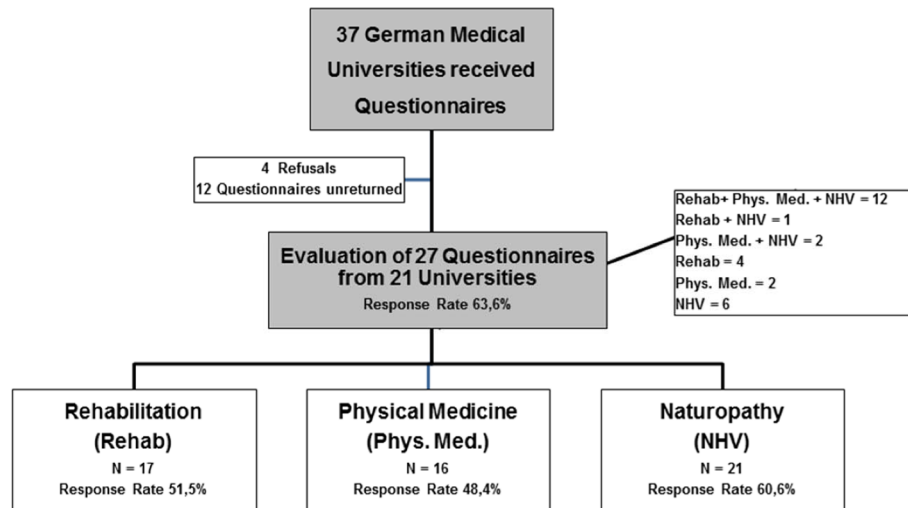 37 German Medical
Universities received
Questionnaires
4 Refusals
12 Questionnaires unreturned
Rehab+ Phys. Med. + NHV = 12
Rehab + NHV = 1
Phys. Med. + NHV = 2
Rehab = 4
Phys. Med. = 2
NHV = 6
Evaluation of 27 Questionnaires
from 21 Universities
Response Rate 63,6%
Rehabilitation
(Rehab)
N = 17
Response Rate 51,5%
Physical Medicine
(Phys. Med.)
N = 16
Response Rate 48,4%
Naturopathy
(NHV)
N = 21
Response Rate 60,6%